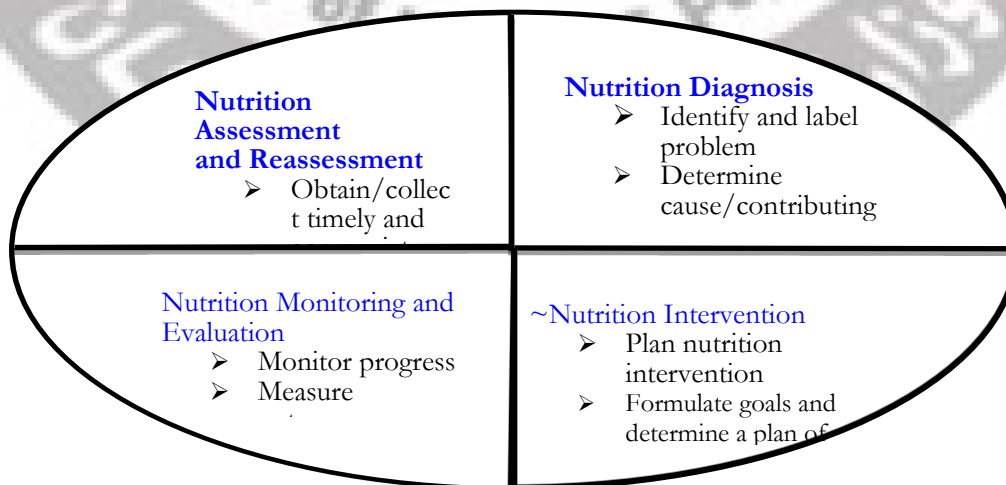 Nutrition
Assessment
and Reassessment
➢ Obtain/collec
t timely and
Nutrition Diagnosis
➢ Identify and label
problem
➢ Determine
cause/contributing
Nutrition Monitoring and
Evaluation
➢ Monitor progress
➢ Measure
~Nutrition Intervention
➢ Plan nutrition
intervention
➢ Formulate goals and
determine a plan of